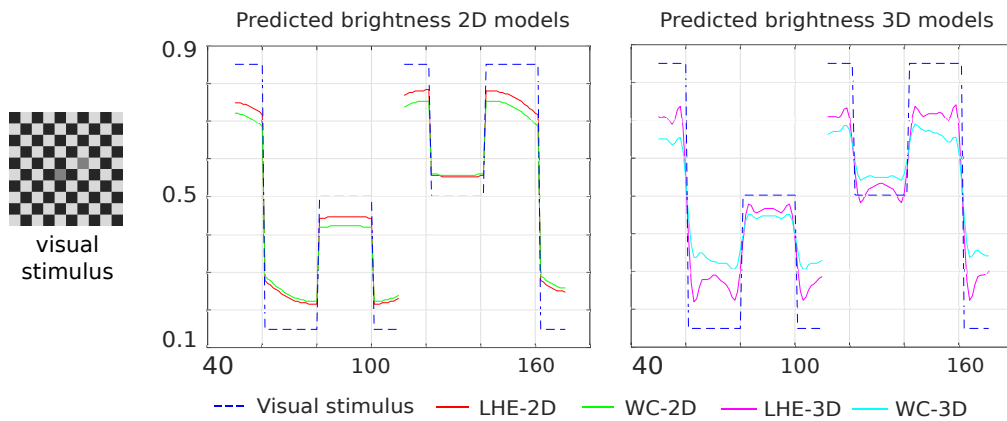 Predicted brightness 2D models
Predicted brightness 3D models
0.9
0.5
0.1
visual
stimulus
40
100
160
40
100
160
Visual stimulus
LHE-2D
WC-2D
LHE-3D
WC-3D